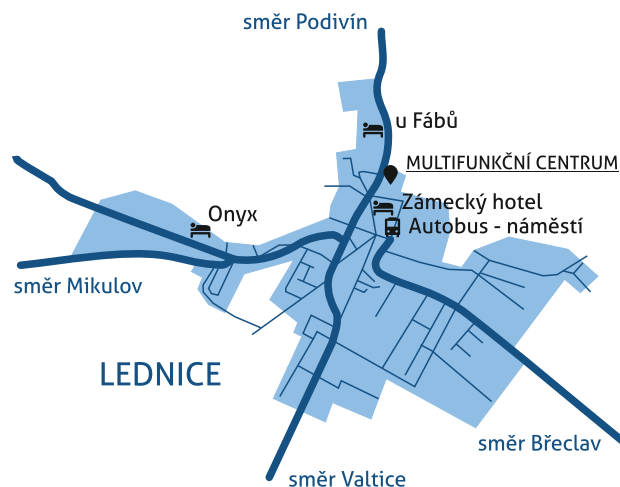 směr Podivín
u Fábů
MULTIFUNKČNÍ CENTRUM
Zámecký hotel
Onyx
Autobus - náměstí
směr Mikulov
LEDNICE
směr Břeclav
směr Valtice